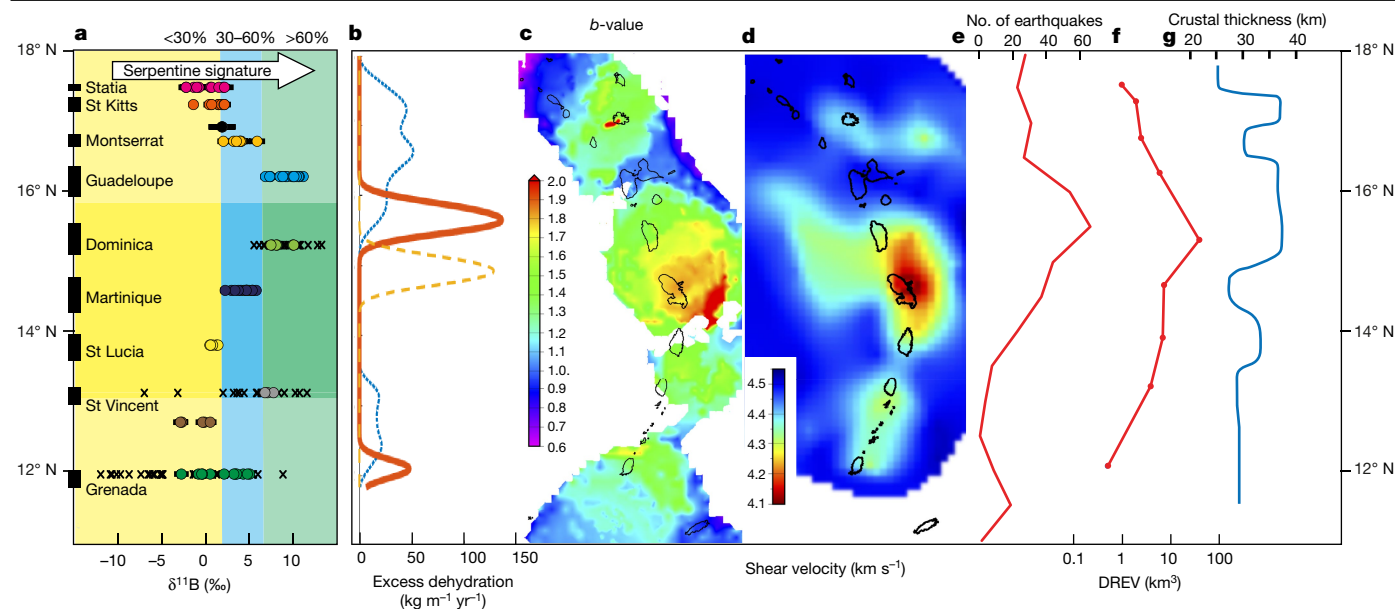 a <30% 30–60% >60%
b
c b-value
d
e No. of earthquakes
f
g Crustal thickness (km)
0 20 40 60
20 30 40
18° N
16° N
14° N
12° N
Serpentine signature
Statia
St Kitts
Montserrat
Guadeloupe
Dominica
Martinique
St Lucia
St Vincent
Grenada
−10 −5 0 5 10
δ¹¹B (‰)
0 50 100 150
Excess dehydration
(kg m⁻¹ yr⁻¹)
2.0
1.9
1.8
1.7
1.6
1.5
1.4
1.3
1.2
1.1
1.0
0.9
0.8
0.7
0.6
4.5
4.4
4.3
4.2
4.1
Shear velocity (km s⁻¹)
0.1 1 10 100
DREV (km³)
18° N
16° N
14° N
12° N